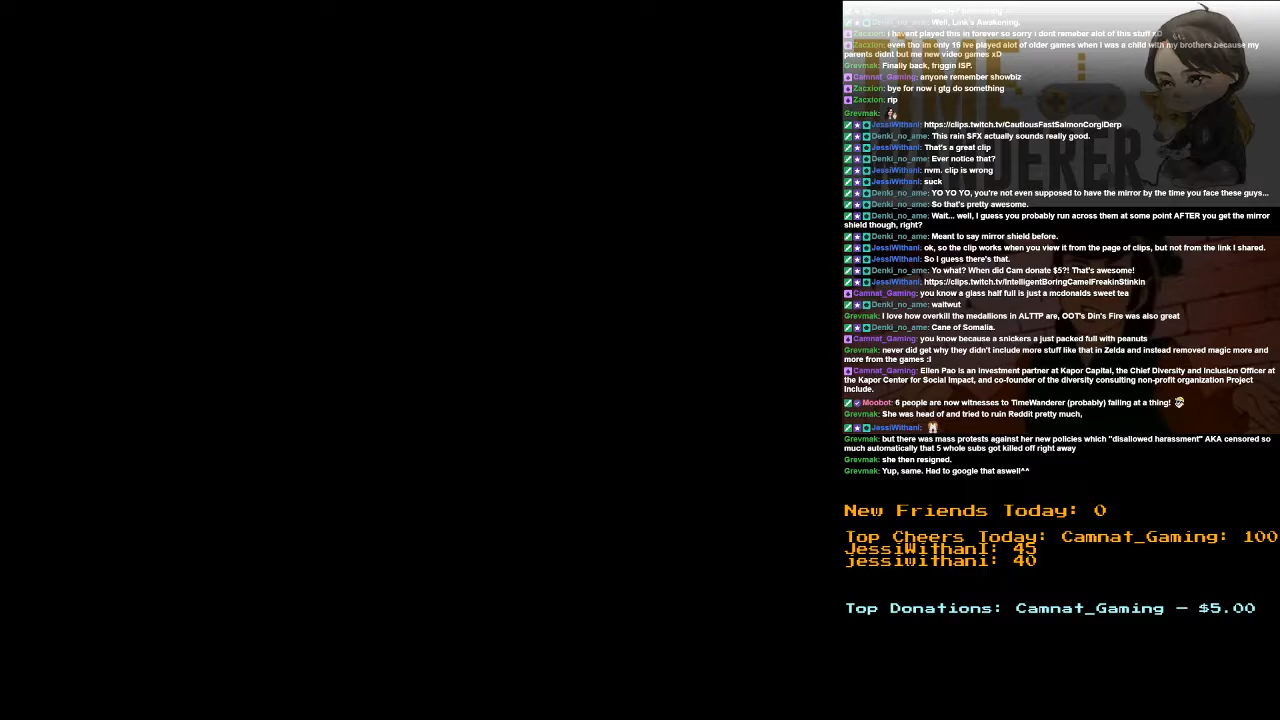 Denki_no_ame: Well, Link's Awakening.
Zacxion: i havent played this in forever so sorry i dont remeber alot of this stuff xD
Zacxion: even tho im only 16 ive played alot of older games when i was a child with my brothers because my
parents didnt but me new video games xD
Grevmak: Finally back, friggin ISP.
Camnat_Gaming: anyone remember showbiz
Zacxion: bye for now i gtg do something
Zacxion: rip
Grevmak:
JessiWithanI: https://clips.twitch.tv/CautiousFastSalmonCorgiDerp
Denki_no_ame: This rain SFX actually sounds really good.
JessiWithanI: That's a great clip
Denki_no_ame: Ever notice that?
JessiWithanI: nvm. clip is wrong
JessiWithanI: suck
Denki_no_ame: YO YO YO, you're not even supposed to have the mirror by the time you face these guys...
Denki_no_ame: So that's pretty awesome.
Denki_no_ame: Wait... well, I guess you probably run across them at some point AFTER you get the mirror
shield though, right?
Denki_no_ame: Meant to say mirror shield before.
JessiWithanI: ok, so the clip works when you view it from the page of clips, but not from the link I shared.
JessiWithanI: So I guess there's that.
Denki_no_ame: Yo what? When did Cam donate $5?! That's awesome!
JessiWithanI: https://clips.twitch.tv/IntelligentBoringCamelFreakinStinkin
Camnat_Gaming: you know a glass half full is just a mcdonalds sweet tea
Denki_no_ame: waitwut
Grevmak: I love how overkill the medallions in ALTTP are, OOT's Din's Fire was also great
Denki_no_ame: Cane of Somalia.
Camnat_Gaming: you know because a snickers a just packed full with peanuts
Grevmak: never did get why they didn't include more stuff like that in Zelda and instead removed magic more and
more from the games :I
Camnat_Gaming: Ellen Pao is an investment partner at Kapor Capital, the Chief Diversity and Inclusion Officer at
the Kapor Center for Social Impact, and co-founder of the diversity consulting non-profit organization Project
Include.
Moobot: 6 people are now witnesses to TimeWanderer (probably) failing at a thing!
Grevmak: She was head of and tried to ruin Reddit pretty much,
JessiWithanI:
Grevmak: but there was mass protests against her new policies which "disallowed harassment" AKA censored so
much automatically that 5 whole subs got killed off right away
Grevmak: she then resigned.
Grevmak: Yup, same. Had to google that aswell^^
TIME
WANDERER
New Friends Today: 0
Top Cheers Today: Camnat_Gaming: 100
JessiWithanI: 45
jessiwithani: 40
Top Donations: Camnat_Gaming — $5.00